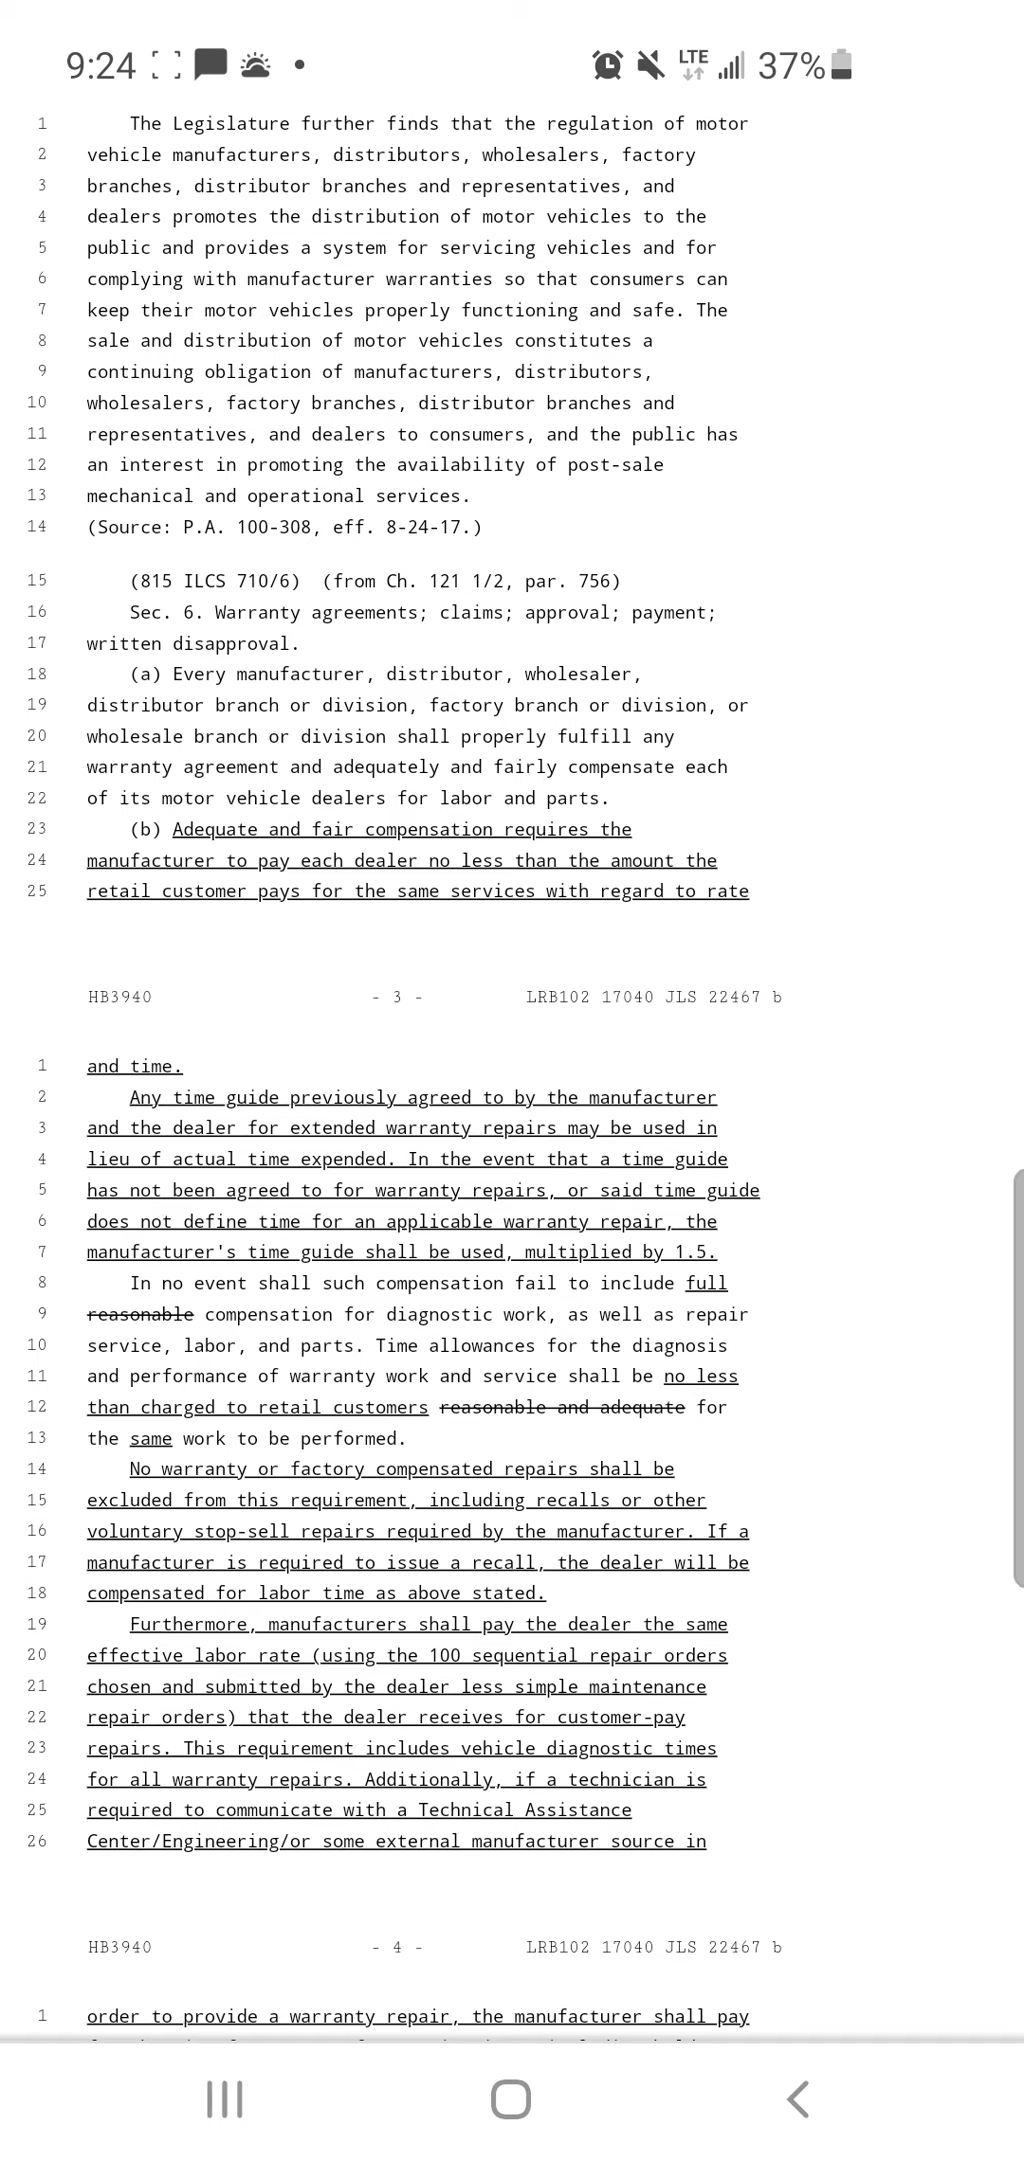 9:24 LTE 37%
1 The Legislature further finds that the regulation of motor
2 vehicle manufacturers, distributors, wholesalers, factory
3 branches, distributor branches and representatives, and
4 dealers promotes the distribution of motor vehicles to the
5 public and provides a system for servicing vehicles and for
6 complying with manufacturer warranties so that consumers can
7 keep their motor vehicles properly functioning and safe. The
8 sale and distribution of motor vehicles constitutes a
9 continuing obligation of manufacturers, distributors,
10 wholesalers, factory branches, distributor branches and
11 representatives, and dealers to consumers, and the public has
12 an interest in promoting the availability of post-sale
13 mechanical and operational services.
14 (Source: P.A. 100-308, eff. 8-24-17.)
15 (815 ILCS 710/6) (from Ch. 121 1/2, par. 756)
16 Sec. 6. Warranty agreements; claims; approval; payment;
17 written disapproval.
18 (a) Every manufacturer, distributor, wholesaler,
19 distributor branch or division, factory branch or division, or
20 wholesale branch or division shall properly fulfill any
21 warranty agreement and adequately and fairly compensate each
22 of its motor vehicle dealers for labor and parts.
23 (b) Adequate and fair compensation requires the
24 manufacturer to pay each dealer no less than the amount the
25 retail customer pays for the same services with regard to rate
HB3940 - 3 - LRB102 17040 JLS 22467 b
1 and time.
2 Any time guide previously agreed to by the manufacturer
3 and the dealer for extended warranty repairs may be used in
4 lieu of actual time expended. In the event that a time guide
5 has not been agreed to for warranty repairs, or said time guide
6 does not define time for an applicable warranty repair, the
7 manufacturer's time guide shall be used, multiplied by 1.5.
8 In no event shall such compensation fail to include full
9 reasonable compensation for diagnostic work, as well as repair
10 service, labor, and parts. Time allowances for the diagnosis
11 and performance of warranty work and service shall be no less
12 than charged to retail customers reasonable and adequate for
13 the same work to be performed.
14 No warranty or factory compensated repairs shall be
15 excluded from this requirement, including recalls or other
16 voluntary stop-sell repairs required by the manufacturer. If a
17 manufacturer is required to issue a recall, the dealer will be
18 compensated for labor time as above stated.
19 Furthermore, manufacturers shall pay the dealer the same
20 effective labor rate (using the 100 sequential repair orders
21 chosen and submitted by the dealer less simple maintenance
22 repair orders) that the dealer receives for customer-pay
23 repairs. This requirement includes vehicle diagnostic times
24 for all warranty repairs. Additionally, if a technician is
25 required to communicate with a Technical Assistance
26 Center/Engineering/or some external manufacturer source in
HB3940 - 4 - LRB102 17040 JLS 22467 b
1 order to provide a warranty repair, the manufacturer shall pay